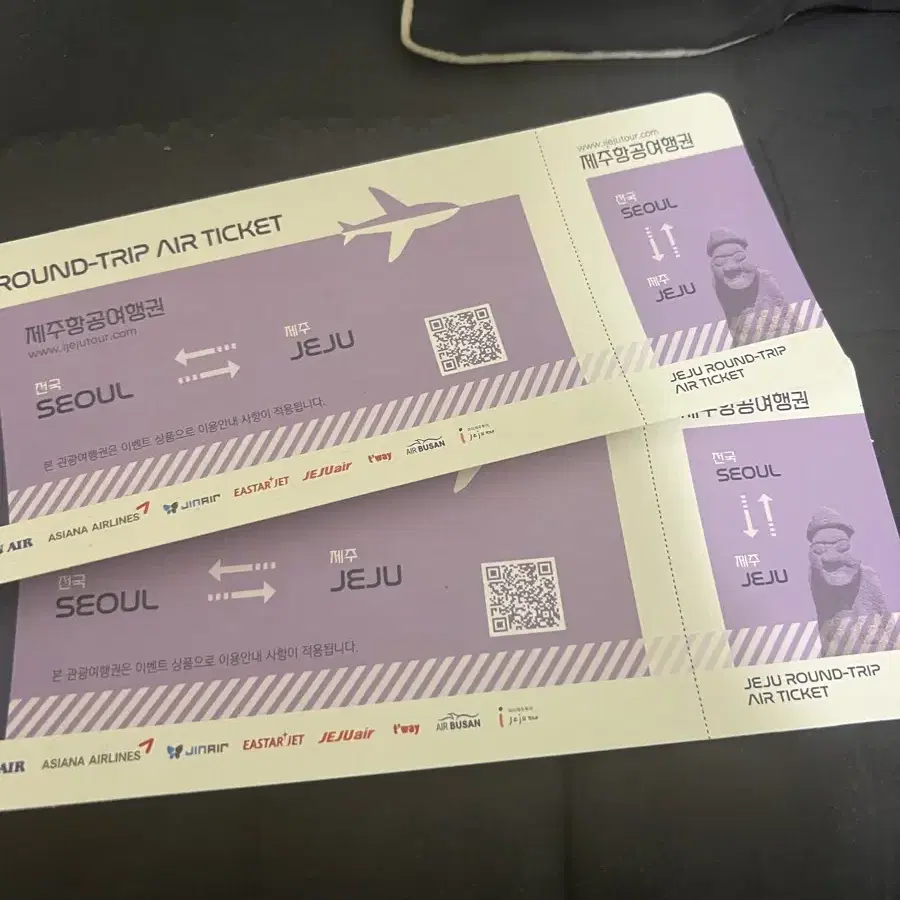 ROUND-TRIP AIR TICKET
제주항공여행권
www.ijejutour.com
전국
SEOUL
제주
JEJU
본 관광여행권은 이벤트 상품으로 이용안내 사항이 적용됩니다.
AIR ASIANA AIRLINES JINAIR EASTAR JET JEJUair t'way AIR BUSAN jeju tour
www.ijejutour.com
제주항공여행권
전국
SEOUL
제주
JEJU
JEJU ROUND-TRIP
AIR TICKET
전국
SEOUL
제주
JEJU
본 관광여행권은 이벤트 상품으로 이용안내 사항이 적용됩니다.
AIR ASIANA AIRLINES JINAIR EASTAR JET JEJUair t'way AIR BUSAN jeju tour
제주항공여행권
전국
SEOUL
제주
JEJU
JEJU ROUND-TRIP
AIR TICKET